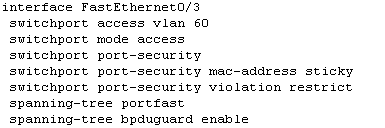 interface FastEthernet0/3
switchport access vlan 60
switchport mode access
switchport port-security
switchport port-security mac-address sticky
switchport port-security violation restrict
spanning-tree portfast
spanning-tree bpduguard enable